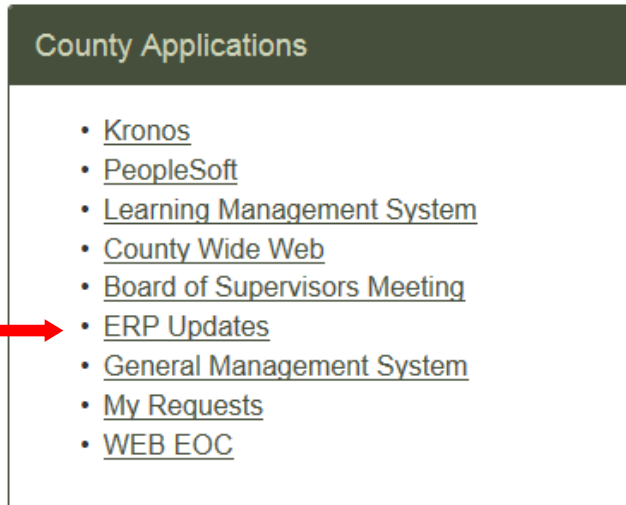 County Applications
• Kronos
• PeopleSoft
• Learning Management System
• County Wide Web
• Board of Supervisors Meeting
• ERP Updates
• General Management System
• My Requests
• WEB EOC